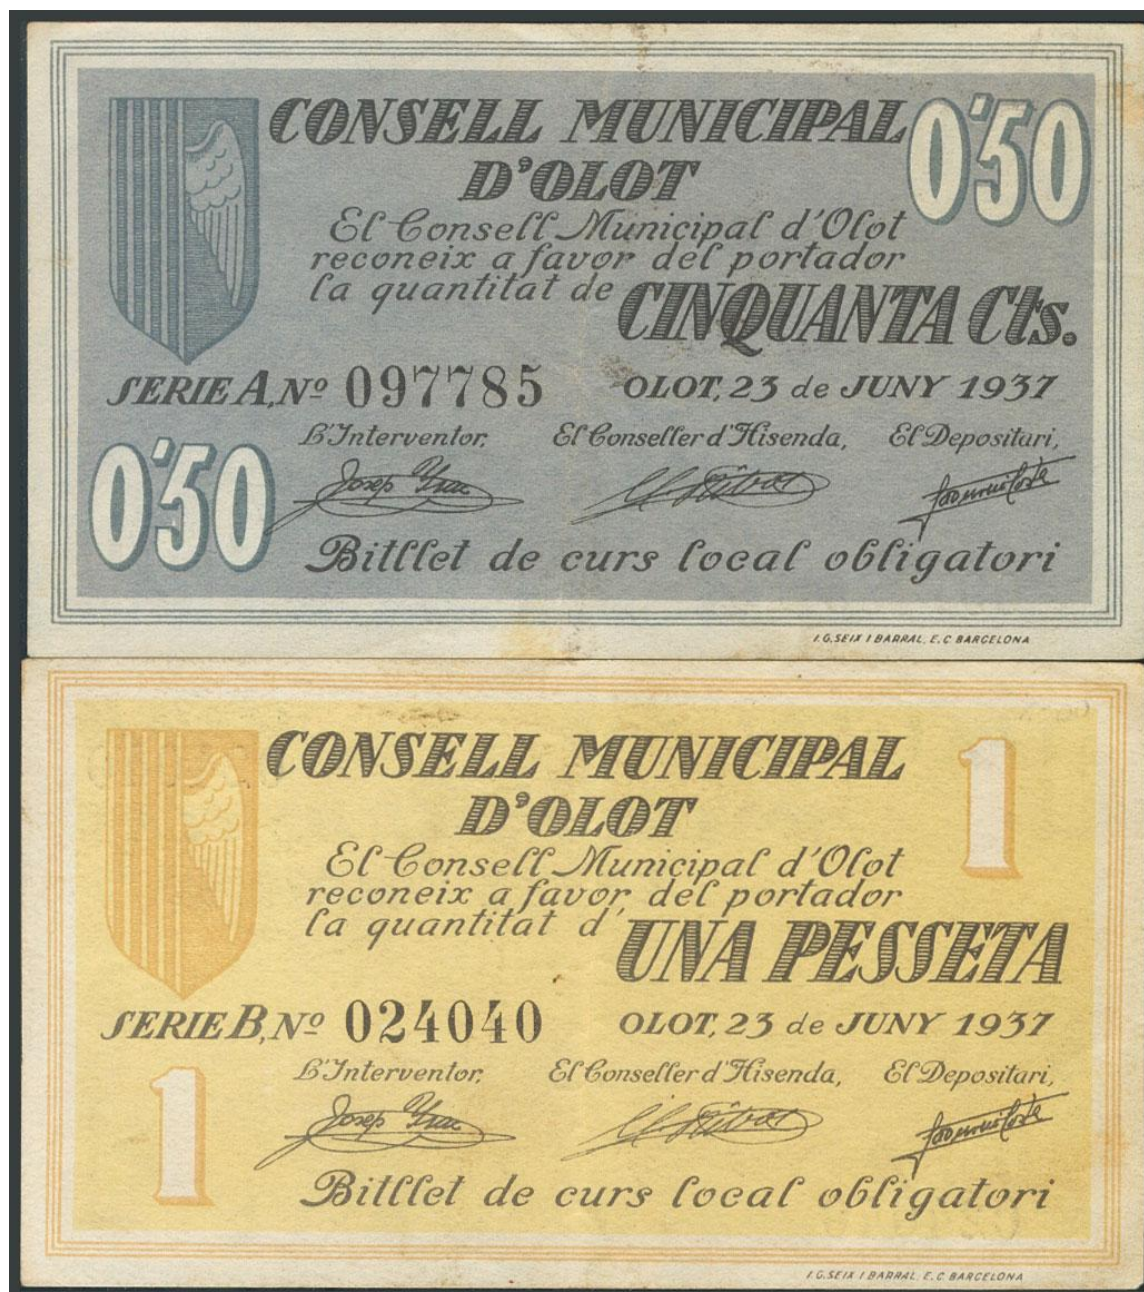 CONSELL MUNICIPAL
D'OLOT
0'50
El Consell Municipal d'Olot
reconeix a favor del portador
la quantitat de
CINQUANTA Cts.
SERIE A, Nº 097785
OLOT, 23 de JUNY 1937
L'Interventor,
El Conseller d'Hisenda,
El Depositari,
0'50
Bitllet de curs local obligatori
I.G. SEIX I BARRAL, E.C. BARCELONA
CONSELL MUNICIPAL
D'OLOT
1
El Consell Municipal d'Olot
reconeix a favor del portador
la quantitat d'
UNA PESSETA
SERIE B, Nº 024040
OLOT, 23 de JUNY 1937
L'Interventor,
El Conseller d'Hisenda,
El Depositari,
1
Bitllet de curs local obligatori
I.G. SEIX I BARRAL, E.C. BARCELONA